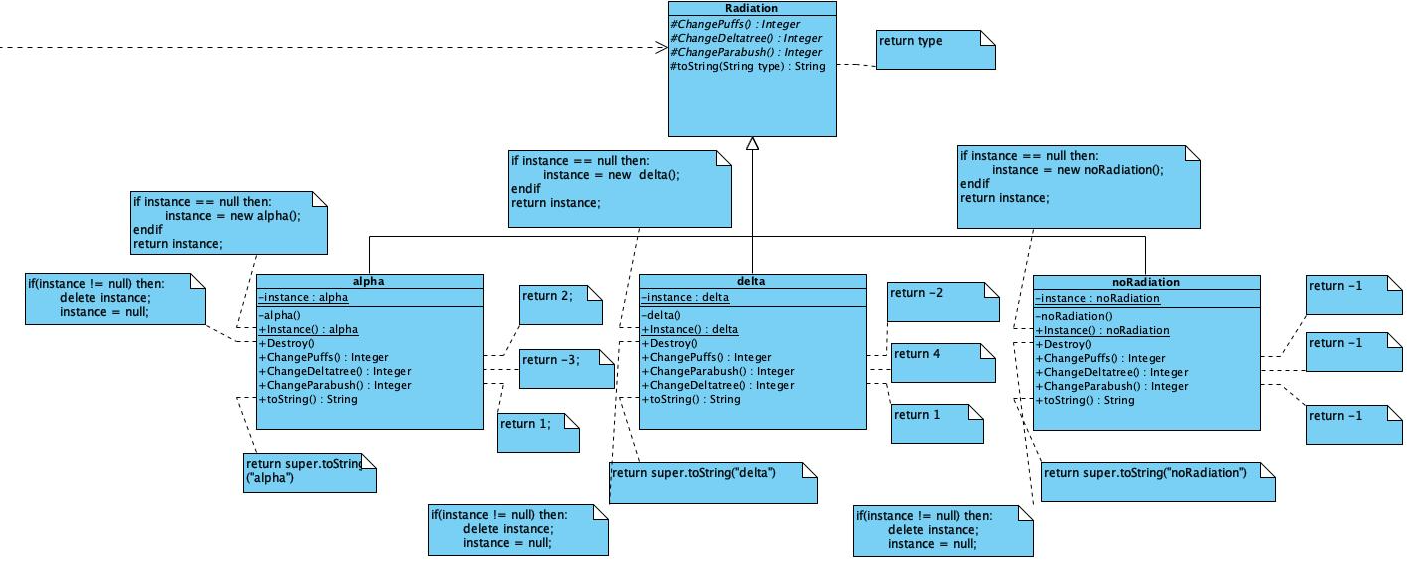 Radiation
#ChangePuffs() : Integer
#ChangeDeltatree() : Integer
#ChangeParabush() : Integer
#toString(String type) : String
return type
if instance == null then:
instance = new alpha();
endif
return instance;
if instance == null then:
instance = new  delta();
endif
return instance;
if instance == null then:
instance = new noRadiation();
endif
return instance;
if(instance != null) then:
delete instance;
instance = null;
alpha
-instance : alpha
-alpha()
+Instance() : alpha
+Destroy()
+ChangePuffs() : Integer
+ChangeDeltatree() : Integer
+ChangeParabush() : Integer
+toString() : String
return 2;
return -3;
return 1;
return super.toString
("alpha")
delta
-instance : delta
-delta()
+Instance() : delta
+Destroy()
+ChangePuffs() : Integer
+ChangeParabush() : Integer
+ChangeDeltatree() : Integer
+toString() : String
return -2
return 4
return 1
return super.toString("delta")
if(instance != null) then:
delete instance;
instance = null;
noRadiation
-instance : noRadiation
-noRadiation()
+Instance() : noRadiation
+Destroy()
+ChangePuffs() : Integer
+ChangeDeltatree() : Integer
+ChangeParabush() : Integer
+toString() : String
return -1
return -1
return -1
return super.toString("noRadiation")
if(instance != null) then:
delete instance;
instance = null;